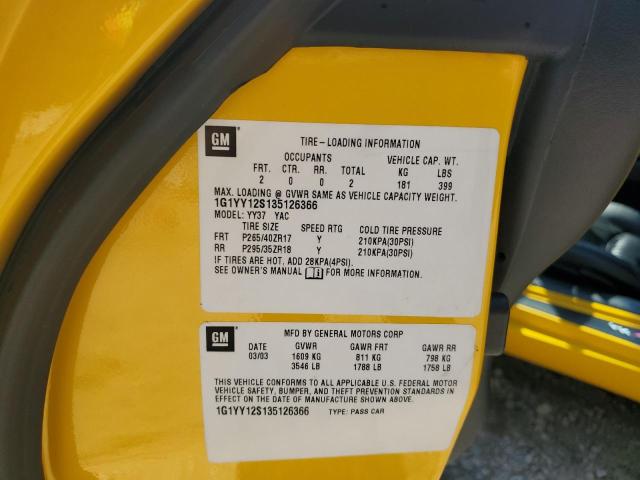 GM
TIRE-LOADING INFORMATION
OCCUPANTS VEHICLE CAP. WT.
FRT. CTR. RR. TOTAL KG LBS
2 0 0 2 181 399
MAX. LOADING @ GVWR SAME AS VEHICLE CAPACITY WEIGHT.
1G1YY12S135126366
MODEL: YY37 YAC
TIRE SIZE SPEED RTG COLD TIRE PRESSURE
FRT P265/40ZR17 Y 210KPA(30PSI)
RR P295/35ZR18 Y 210KPA(30PSI)
IF TIRES ARE HOT, ADD 28KPA(4PSI).
SEE OWNER'S MANUAL FOR MORE INFORMATION.
GM
MFD BY GENERAL MOTORS CORP
DATE GVWR GAWR FRT GAWR RR
03/03 1609 KG 811 KG 798 KG
3546 LB 1788 LB 1758 LB
THIS VEHICLE CONFORMS TO ALL APPLICABLE U.S. FEDERAL MOTOR
VEHICLE SAFETY, BUMPER, AND THEFT PREVENTION STANDARDS IN
EFFECT ON THE DATE OF MANUFACTURE SHOWN ABOVE.
1G1YY12S135126366 TYPE: PASS CAR